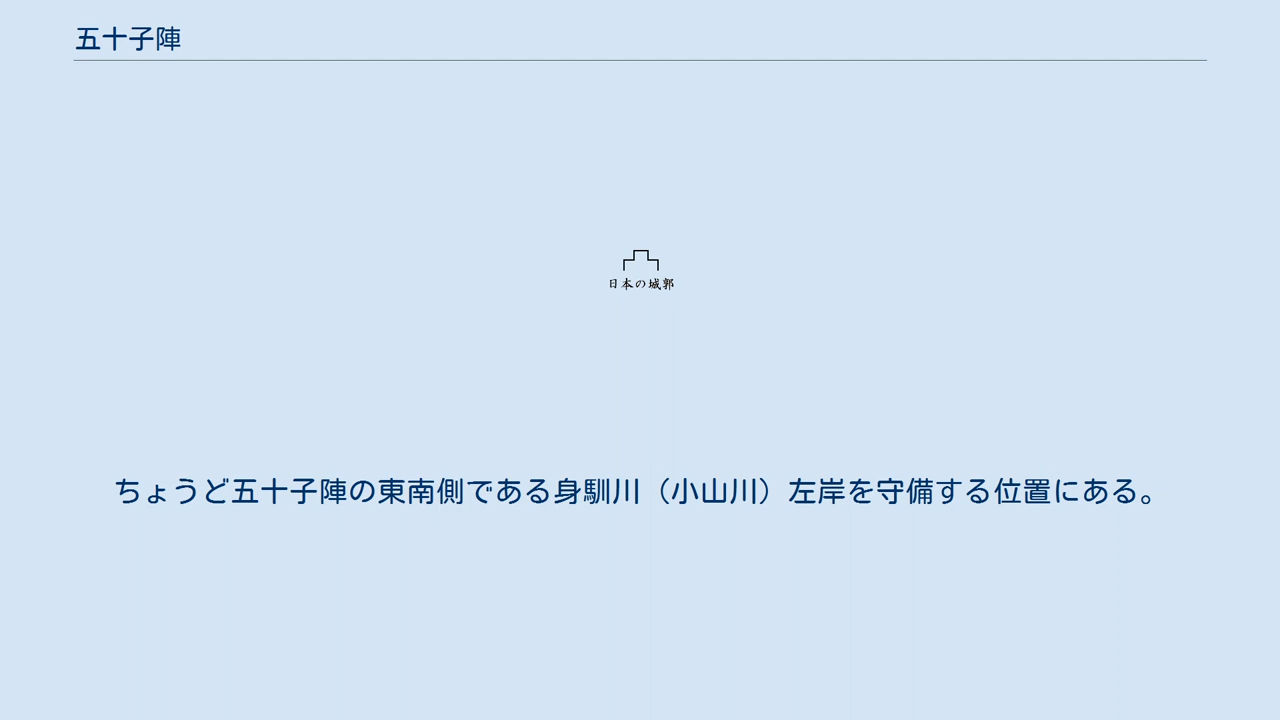 五十子陣
日本の城郭
ちょうど五十子陣の東南側である身馴川（小山川）左岸を守備する位置にある。